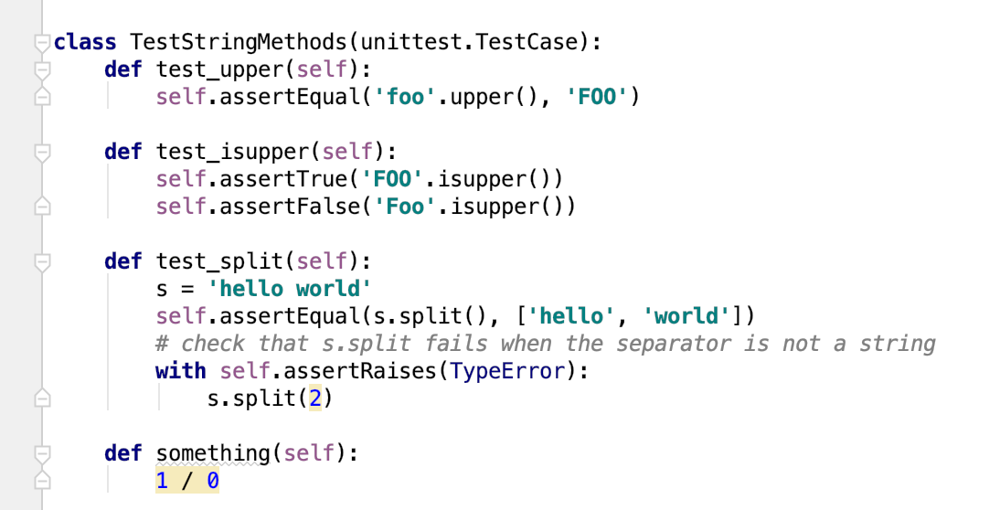 class TestStringMethods(unittest.TestCase):
    def test_upper(self):
        self.assertEqual('foo'.upper(), 'FOO')

    def test_isupper(self):
        self.assertTrue('FOO'.isupper())
        self.assertFalse('Foo'.isupper())

    def test_split(self):
        s = 'hello world'
        self.assertEqual(s.split(), ['hello', 'world'])
        # check that s.split fails when the separator is not a string
        with self.assertRaises(TypeError):
            s.split(2)

    def something(self):
        1 / 0